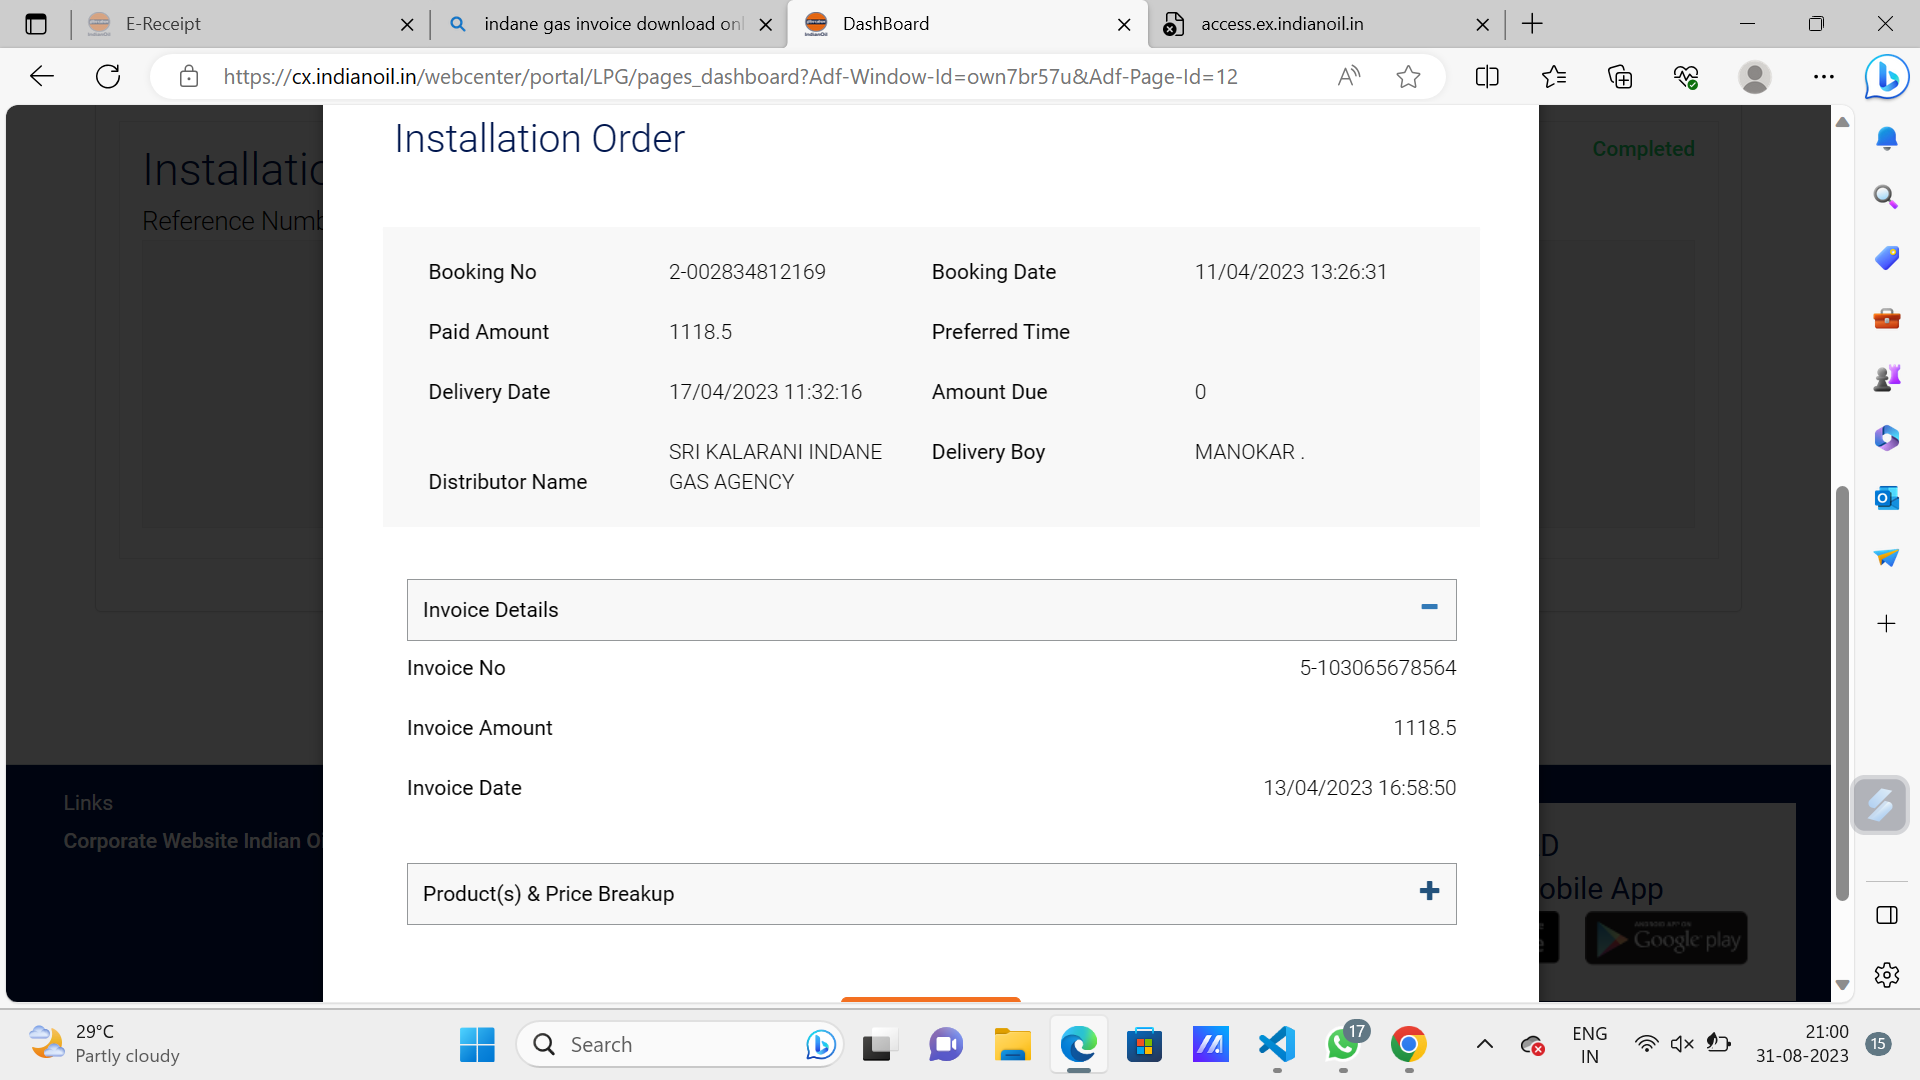 E-Receipt
indane gas invoice download onl
DashBoard
access.ex.indianoil.in
https://cx.indianoil.in/webcenter/portal/LPG/pages_dashboard?Adf-Window-Id=own7br57u&Adf-Page-Id=12
Installation Order
Completed
Reference Numb
Booking No 2-002834812169 Booking Date 11/04/2023 13:26:31
Paid Amount 1118.5 Preferred Time
Delivery Date 17/04/2023 11:32:16 Amount Due 0
Distributor Name SRI KALARANI INDANE Delivery Boy MANOKAR .
GAS AGENCY
Invoice Details
Invoice No 5-103065678564
Invoice Amount 1118.5
Invoice Date 13/04/2023 16:58:50
Product(s) & Price Breakup
Links
Corporate Website Indian O
D
obile App
ANDROID APP ON
Google play
29°C
Partly cloudy
Search
17
ENG
IN
21:00
31-08-2023
15